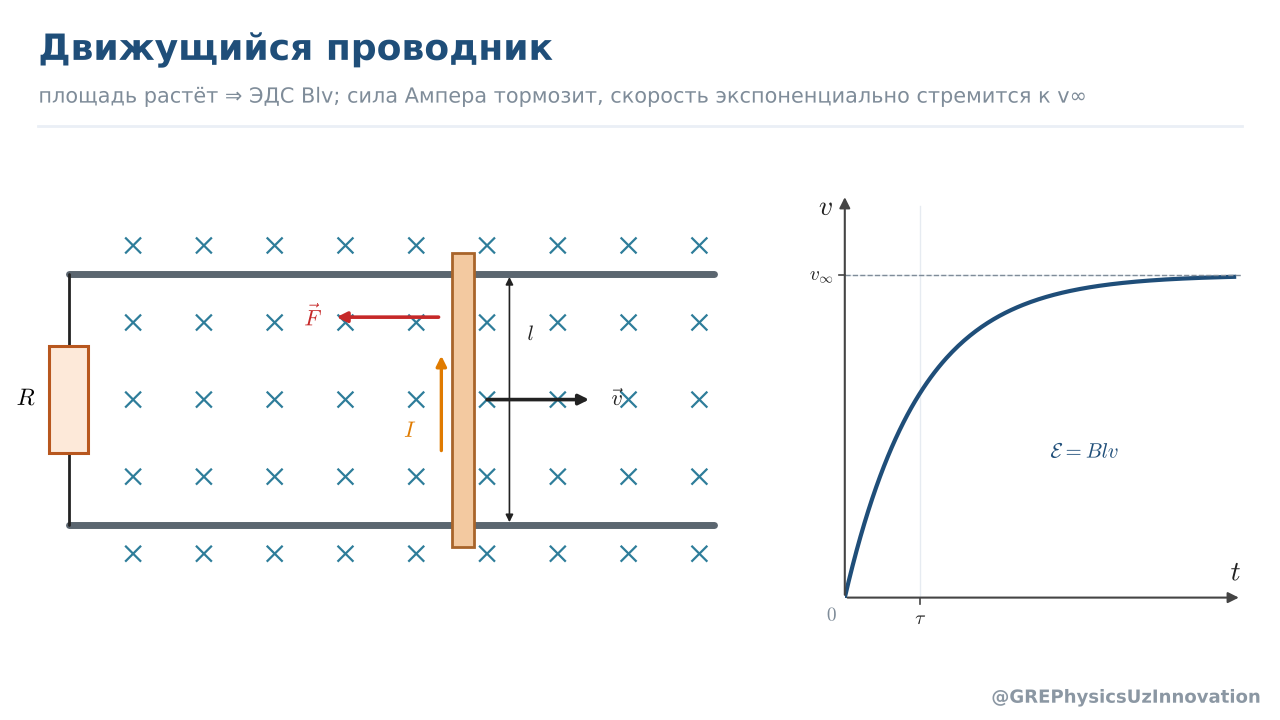 Движущийся проводник
площадь растёт ⇒ ЭДС Blv; сила Ампера тормозит, скорость экспоненциально стремится к v∞
R
F⃗
I
l
v⃗
v
v∞
ℰ = Blv
t
0
τ
@GREPhysicsUzInnovation